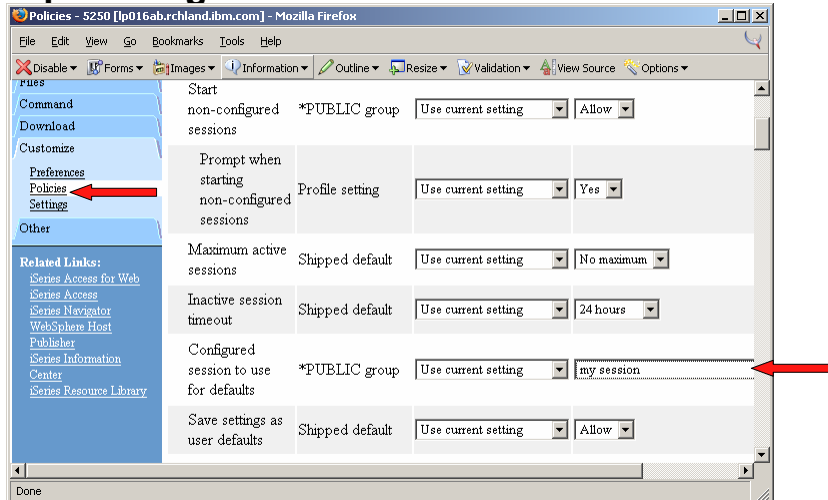 Policies - 5250 [lp016ab.rchland.ibm.com] - Mozilla Firefox
File Edit View Go Bookmarks Tools Help
Disable Forms Images Information Outline Resize Validation View Source Options
Files
Command
Download
Customize
Preferences
Policies
Settings
Other
Related Links:
iSeries Access for Web
iSeries Access
iSeries Navigator
WebSphere Host
Publisher
iSeries Information
Center
iSeries Resource Library
Start
non-configured *PUBLIC group Use current setting Allow
sessions
Prompt when
starting
non-configured Profile setting Use current setting Yes
sessions
Maximum active
sessions Shipped default Use current setting No maximum
Inactive session
timeout Shipped default Use current setting 24 hours
Configured
session to use *PUBLIC group Use current setting my session
for defaults
Save settings as
user defaults Shipped default Use current setting Allow
Done